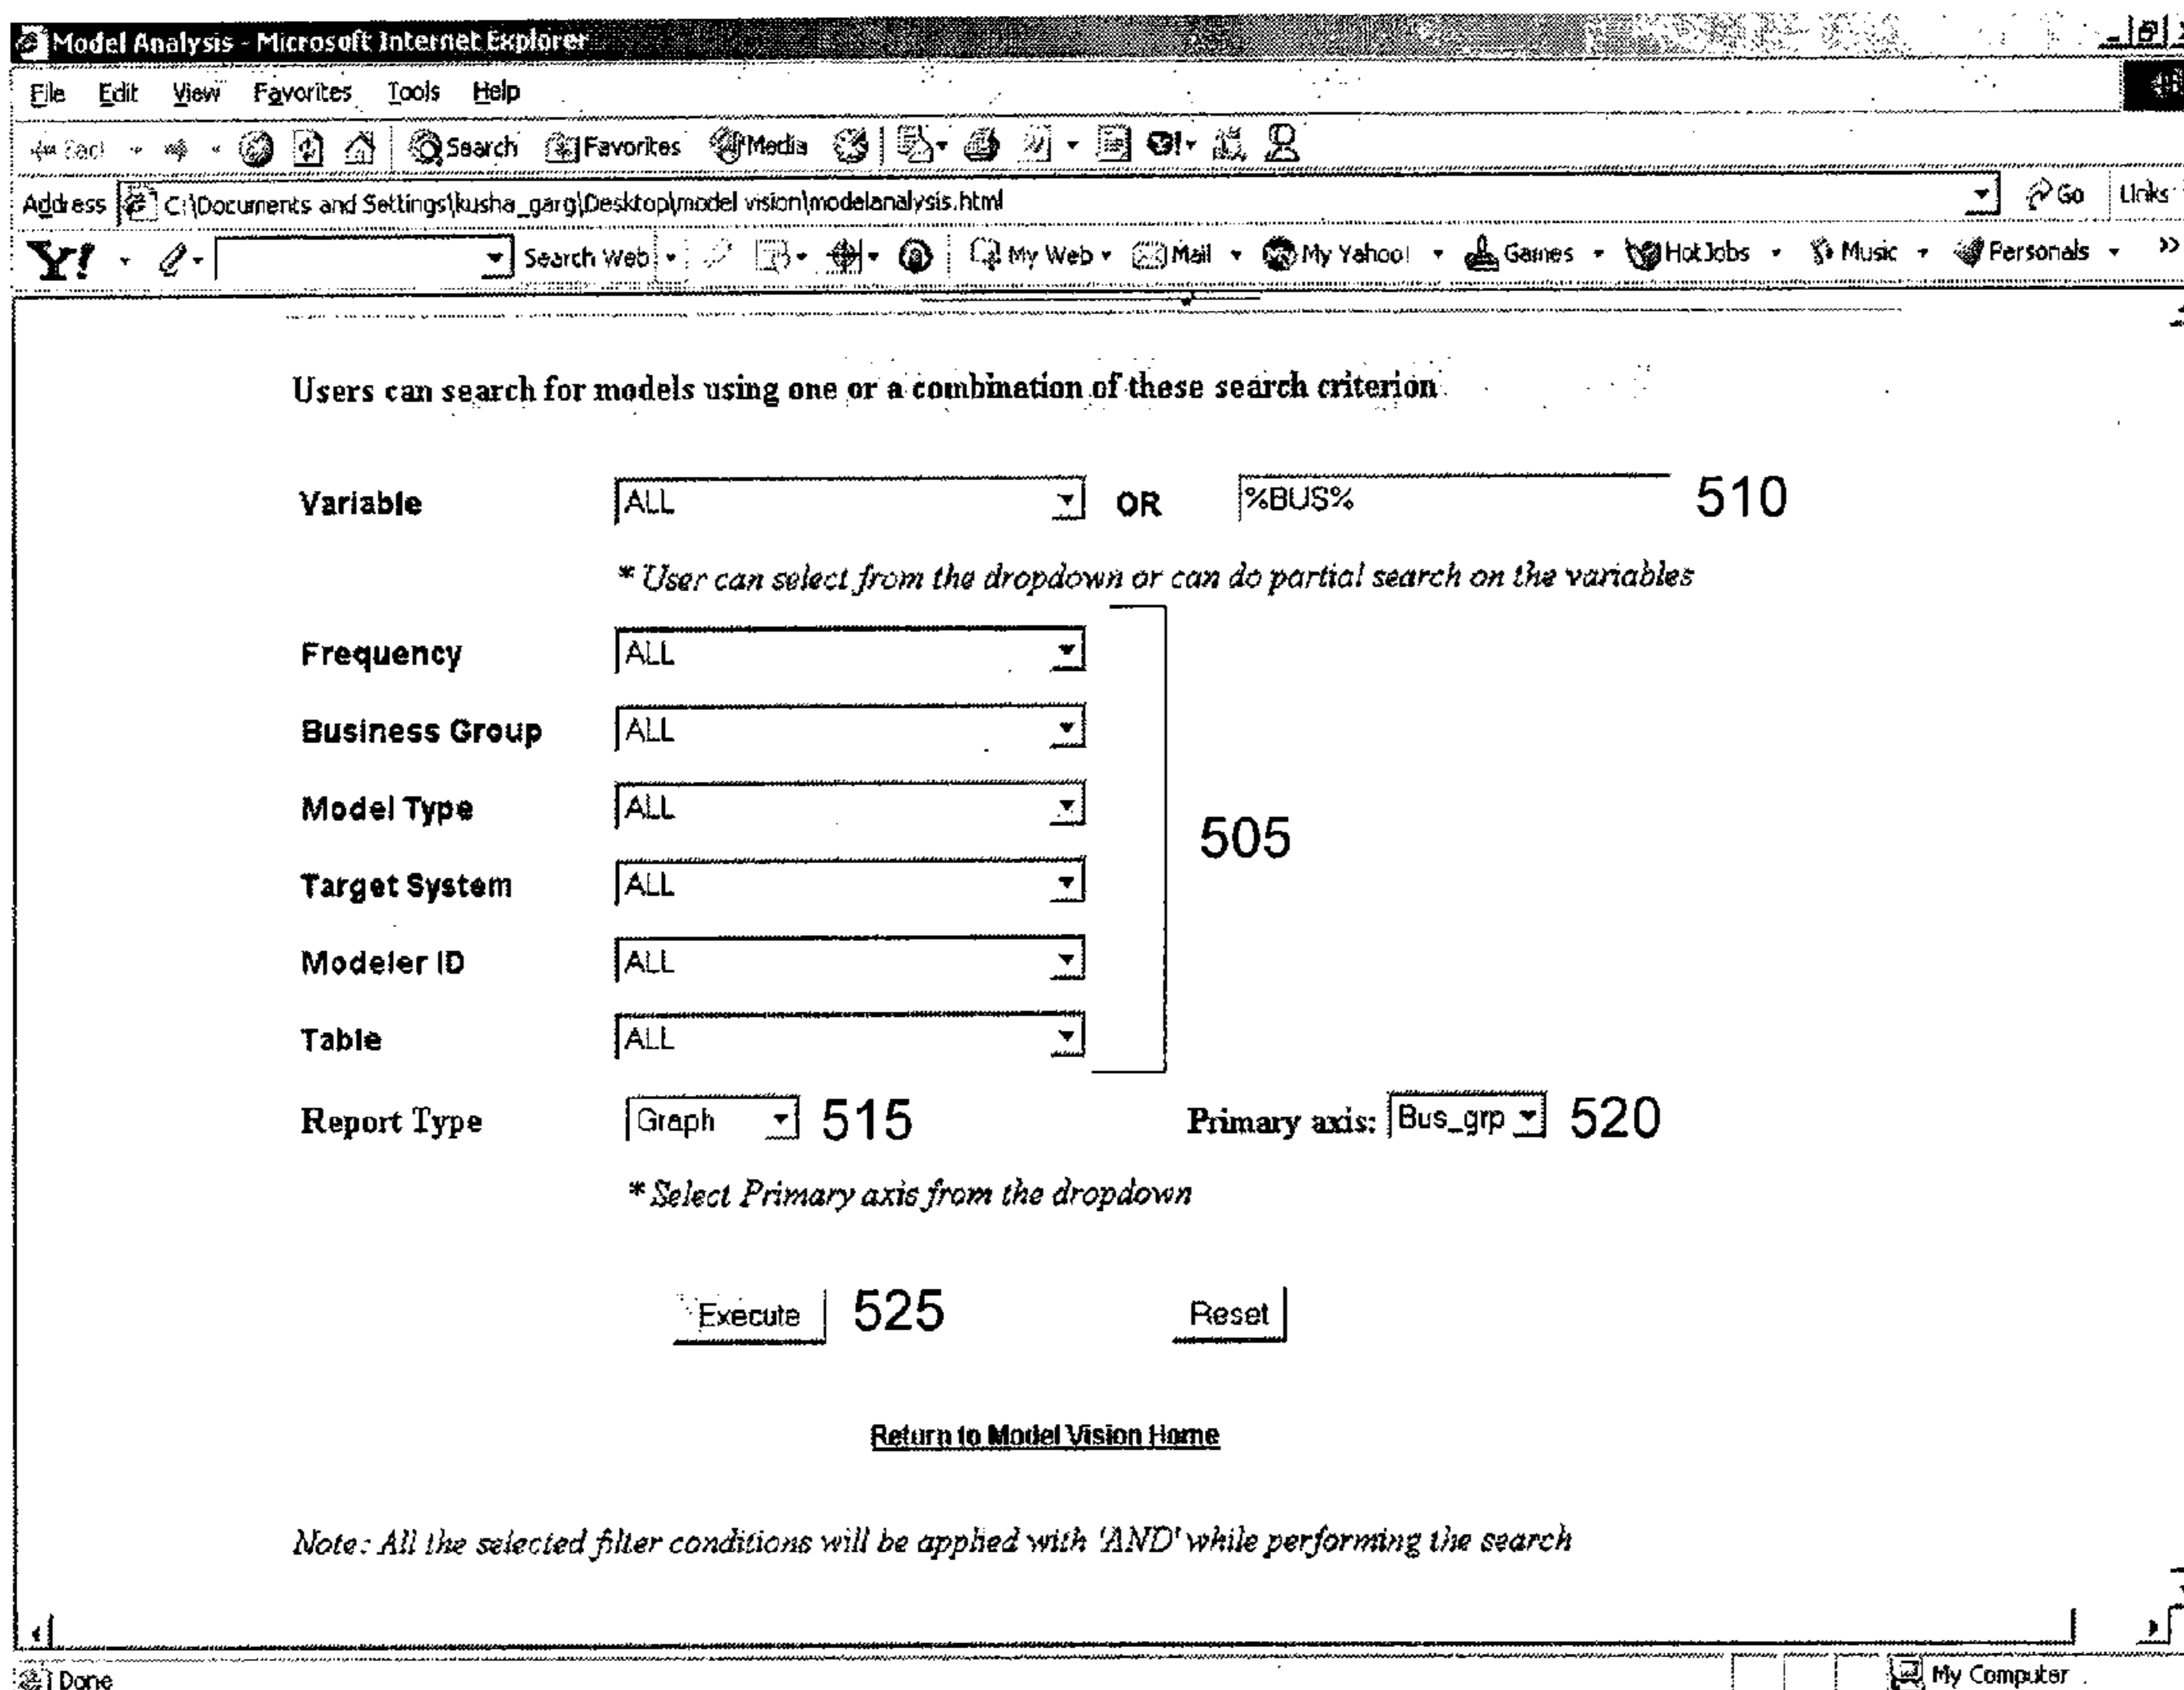 Model Analysis - Microsoft Internet Explorer
File Edit View Favorites Tools Help
Search Favorites Media
Address C:\Documents and Settings\kusha_garg\Desktop\model vision\modelanalysis.html Go Links
Y! Search Web My Web Mail My Yahoo! Games HotJobs Music Personals »
Users can search for models using one or a combination of these search criterion
Variable ALL OR %BUS% 510
* User can select from the dropdown or can do partial search on the variables
Frequency ALL
Business Group ALL
Model Type ALL
505
Target System ALL
Modeler ID ALL
Table ALL
Report Type Graph 515 Primary axis: Bus_grp 520
* Select Primary axis from the dropdown
Execute 525 Reset
Return to Model Vision Home
Note: All the selected filter conditions will be applied with 'AND' while performing the search
Done My Computer